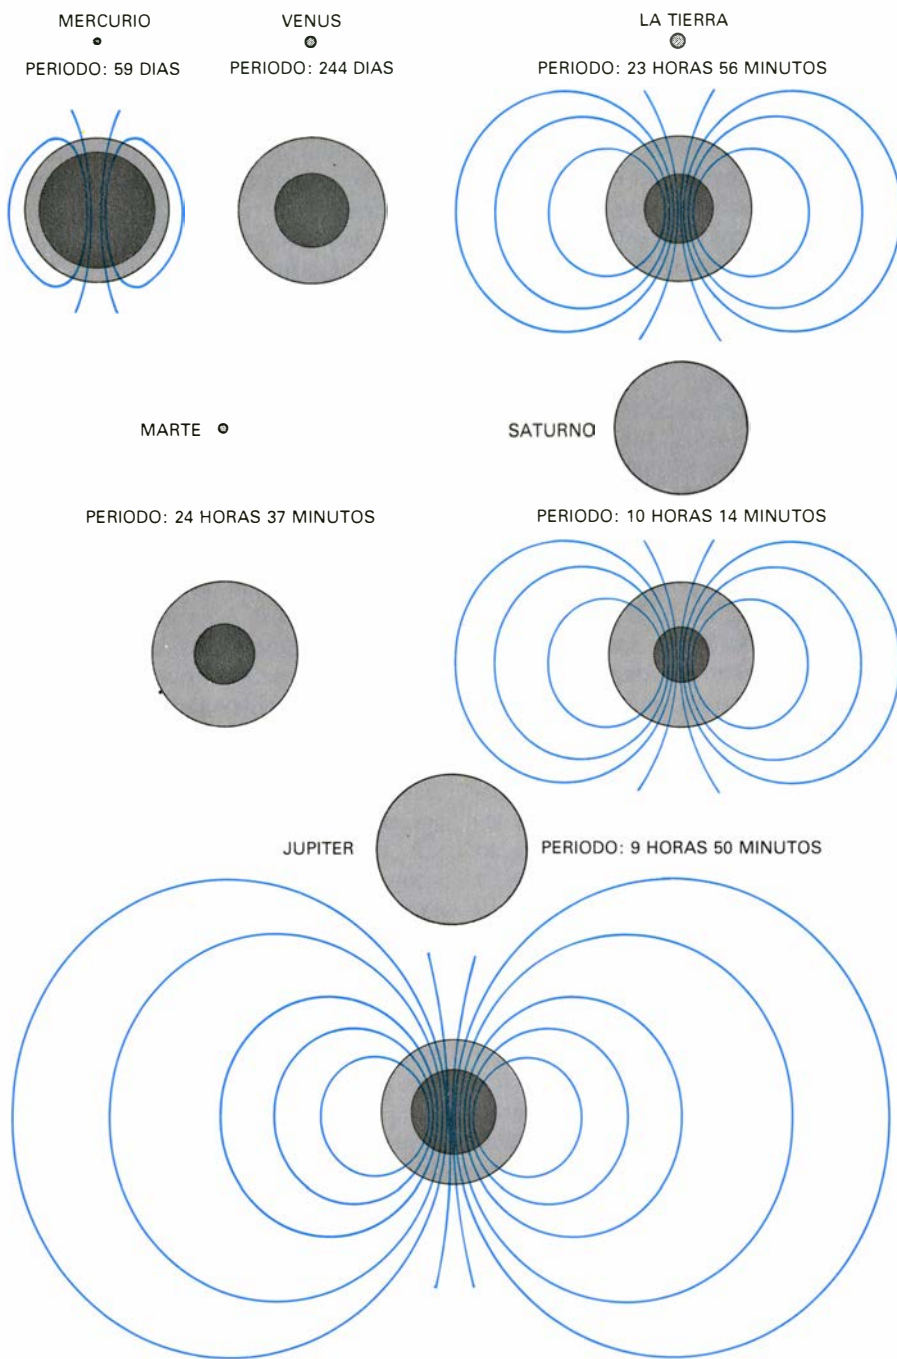 MERCURIO
PERIODO: 59 DIAS
VENUS
PERIODO: 244 DIAS
LA TIERRA
PERIODO: 23 HORAS 56 MINUTOS
MARTE
PERIODO: 24 HORAS 37 MINUTOS
SATURNO
PERIODO: 10 HORAS 14 MINUTOS
JUPITER
PERIODO: 9 HORAS 50 MINUTOS